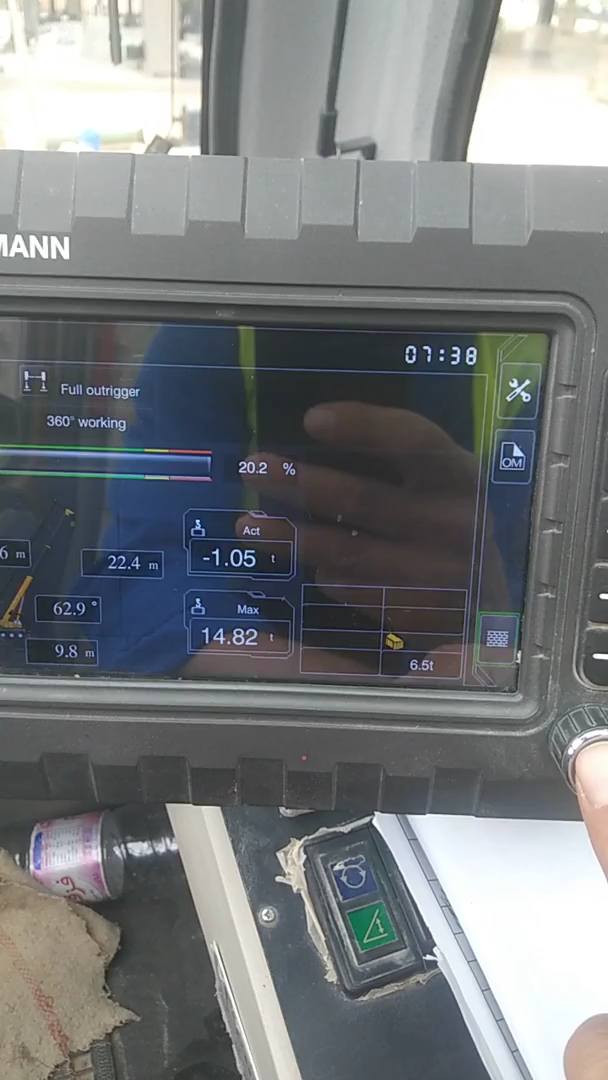 MANN
07:38
Full outrigger
360° working
20.2 %
OM
Act
6 m
22.4 m
-1.05 t
62.9 °
Max
14.82 t
9.8 m
6.5t